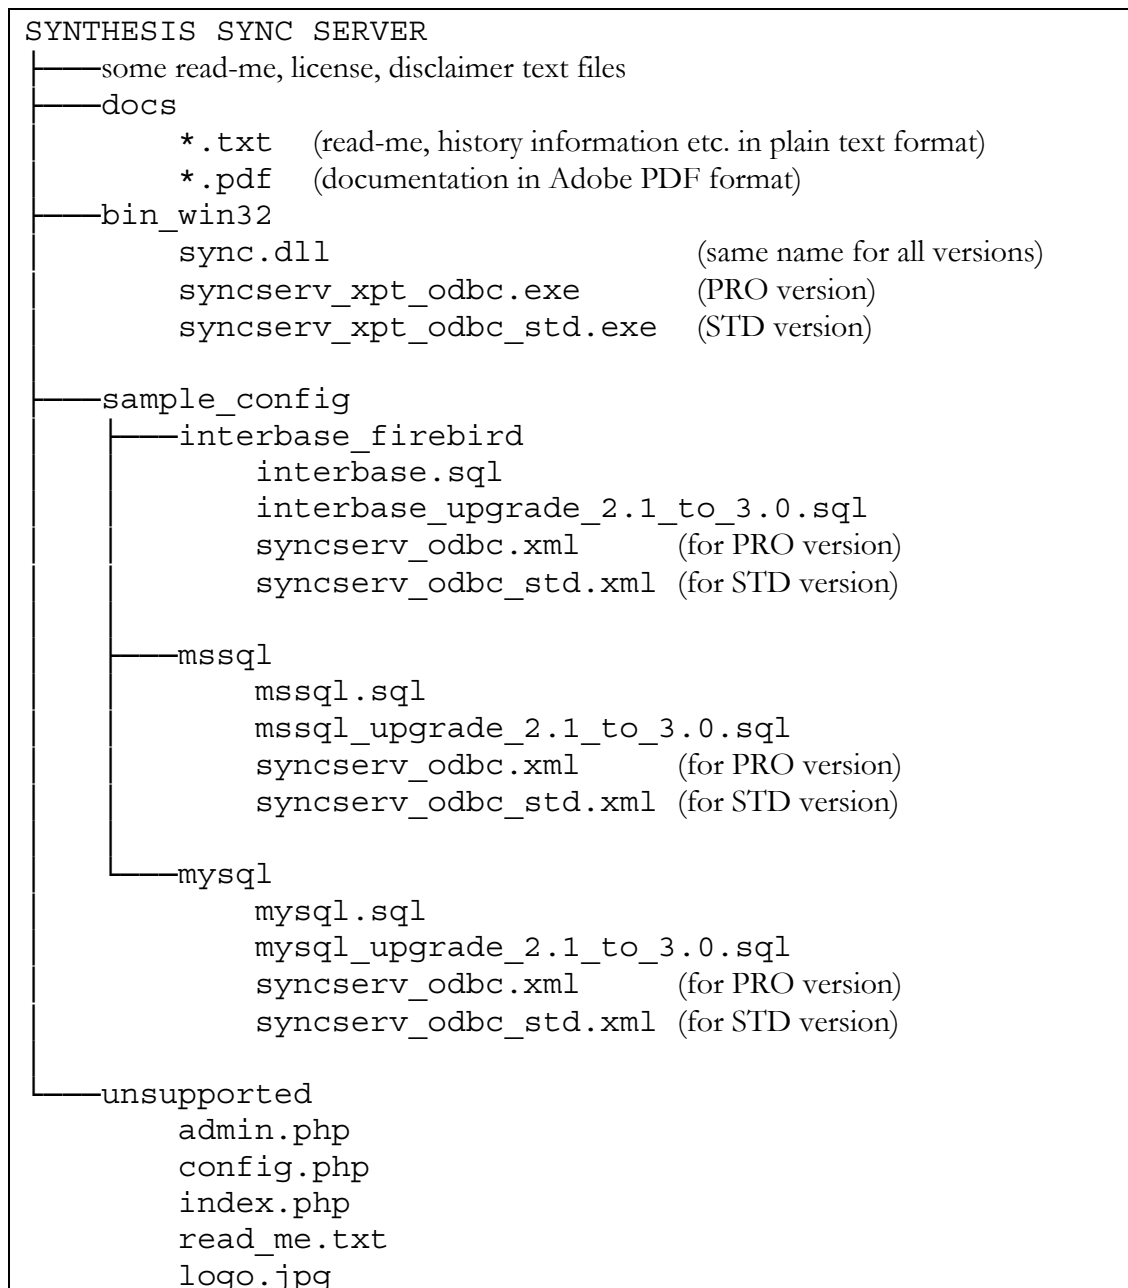 SYNTHESIS SYNC SERVER
some read-me, license, disclaimer text files
docs
*.txt (read-me, history information etc. in plain text format)
*.pdf (documentation in Adobe PDF format)
bin_win32
sync.dll (same name for all versions)
syncserv_xpt_odbc.exe (PRO version)
syncserv_xpt_odbc_std.exe (STD version)
sample_config
interbase_firebird
interbase.sql
interbase_upgrade_2.1_to_3.0.sql
syncserv_odbc.xml (for PRO version)
syncserv_odbc_std.xml (for STD version)
mssql
mssql.sql
mssql_upgrade_2.1_to_3.0.sql
syncserv_odbc.xml (for PRO version)
syncserv_odbc_std.xml (for STD version)
mysql
mysql.sql
mysql_upgrade_2.1_to_3.0.sql
syncserv_odbc.xml (for PRO version)
syncserv_odbc_std.xml (for STD version)
unsupported
admin.php
config.php
index.php
read_me.txt
logo.jpg